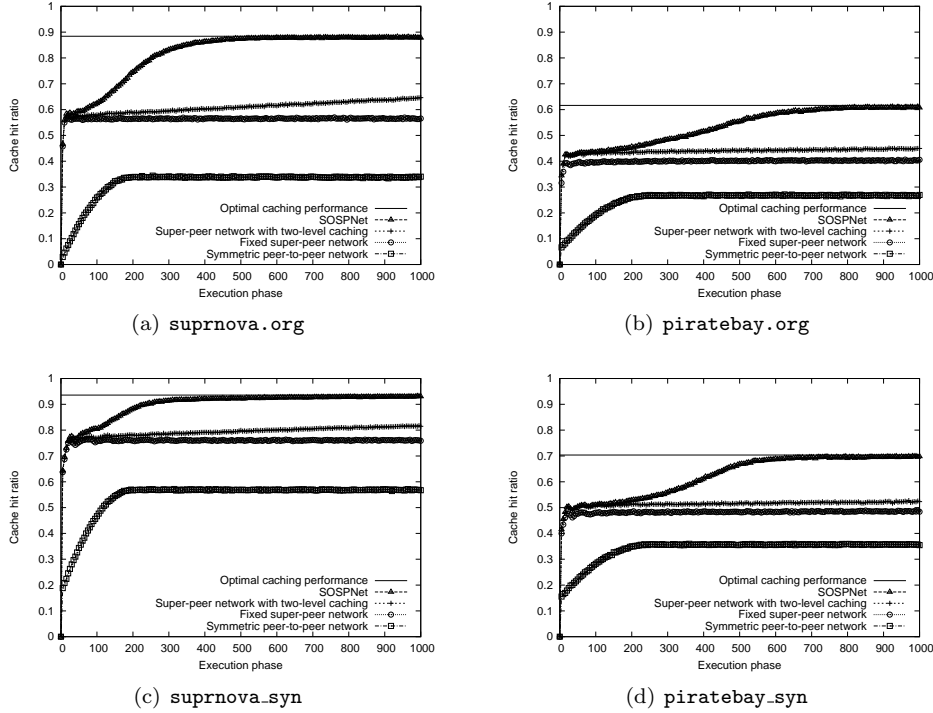 1
0.9
0.8
0.7
0.6
0.5
0.4
0.3
0.2
0.1
0
Cache hit ratio
Optimal caching performance
SOSPNet
Super-peer network with two-level caching
Fixed super-peer network
Symmetric peer-to-peer network
0 100 200 300 400 500 600 700 800 900 1000
Execution phase
(a) suprnova.org
1
0.9
0.8
0.7
0.6
0.5
0.4
0.3
0.2
0.1
0
Cache hit ratio
Optimal caching performance
SOSPNet
Super-peer network with two-level caching
Fixed super-peer network
Symmetric peer-to-peer network
0 100 200 300 400 500 600 700 800 900 1000
Execution phase
(b) piratebay.org
1
0.9
0.8
0.7
0.6
0.5
0.4
0.3
0.2
0.1
0
Cache hit ratio
Optimal caching performance
SOSPNet
Super-peer network with two-level caching
Fixed super-peer network
Symmetric peer-to-peer network
0 100 200 300 400 500 600 700 800 900 1000
Execution phase
(c) suprnova_syn
1
0.9
0.8
0.7
0.6
0.5
0.4
0.3
0.2
0.1
0
Cache hit ratio
Optimal caching performance
SOSPNet
Super-peer network with two-level caching
Fixed super-peer network
Symmetric peer-to-peer network
0 100 200 300 400 500 600 700 800 900 1000
Execution phase
(d) piratebay_syn